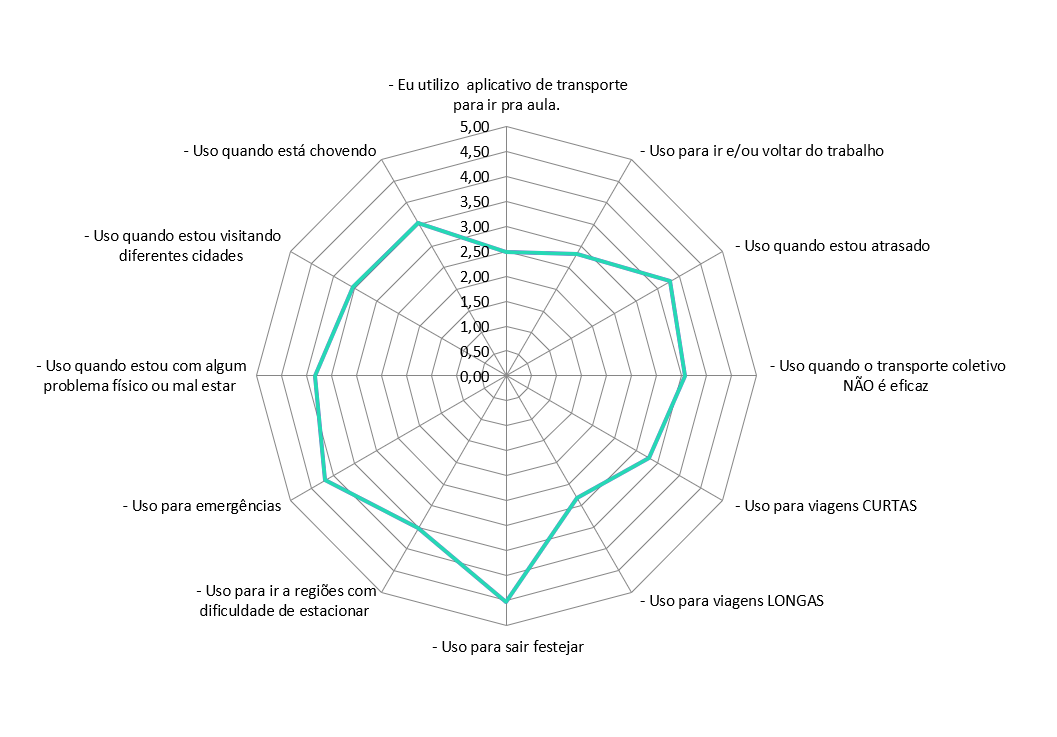 - Eu utilizo  aplicativo de transporte
para ir pra aula.
- Uso para ir e/ou voltar do trabalho
- Uso quando estou atrasado
- Uso quando o transporte coletivo
NÃO é eficaz
- Uso para viagens CURTAS
- Uso para viagens LONGAS
- Uso para sair festejar
- Uso para ir a regiões com
dificuldade de estacionar
- Uso para emergências
- Uso quando estou com algum
problema físico ou mal estar
- Uso quando estou visitando
diferentes cidades
- Uso quando está chovendo
5,00
4,50
4,00
3,50
3,00
2,50
2,00
1,50
1,00
0,50
0,00